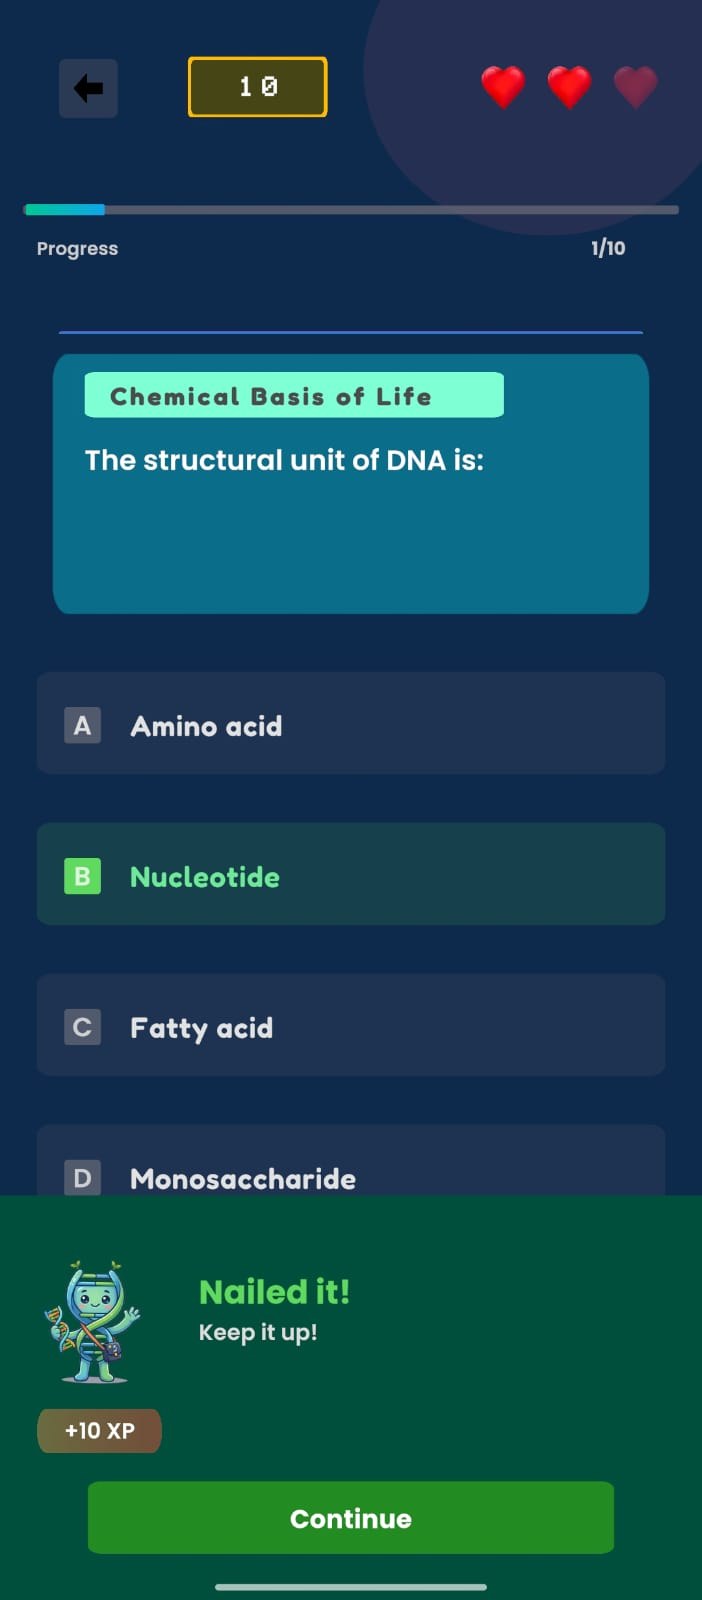 10
Progress
1/10
Chemical Basis of Life
The structural unit of DNA is:
A Amino acid
B Nucleotide
C Fatty acid
D Monosaccharide
Nailed it!
Keep it up!
+10 XP
Continue